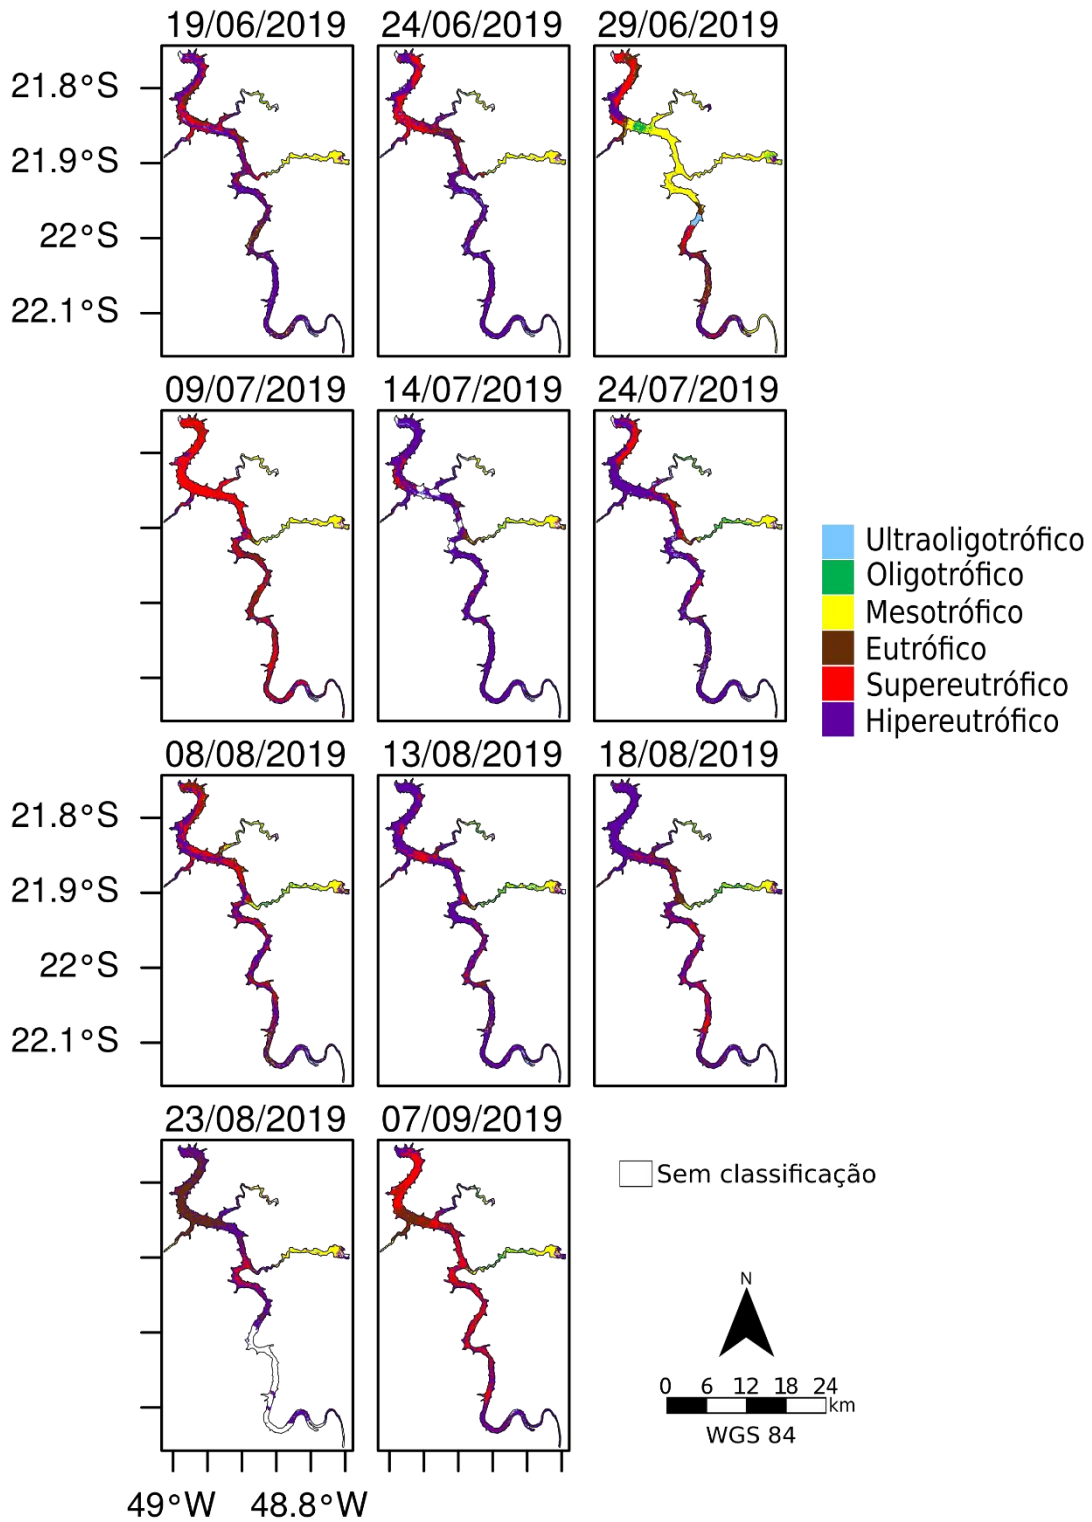 19/06/2019 24/06/2019 29/06/2019
21.8°S
21.9°S
22°S
22.1°S
09/07/2019 14/07/2019 24/07/2019
Ultraoligotrófico
Oligotrófico
Mesotrófico
Eutrófico
Supereutrófico
Hipereutrófico
08/08/2019 13/08/2019 18/08/2019
21.8°S
21.9°S
22°S
22.1°S
23/08/2019 07/09/2019
Sem classificação
N
0 6 12 18 24
km
WGS 84
49°W 48.8°W